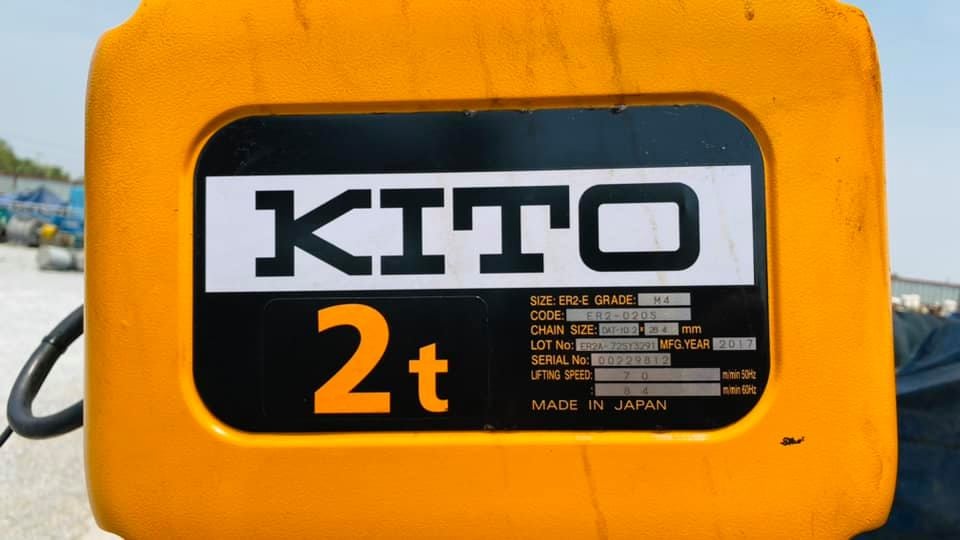 KITO
2t
SIZE: ER2-E GRADE: M4
CODE: ER2-020S
CHAIN SIZE: DAT-10.2 × 28.4 mm
LOT No: ER2A-72SY3291 MFG.YEAR 2017
SERIAL No: 00229812
LIFTING SPEED: 7.0 m/min 50Hz
: 8.4 m/min 60Hz
MADE IN JAPAN